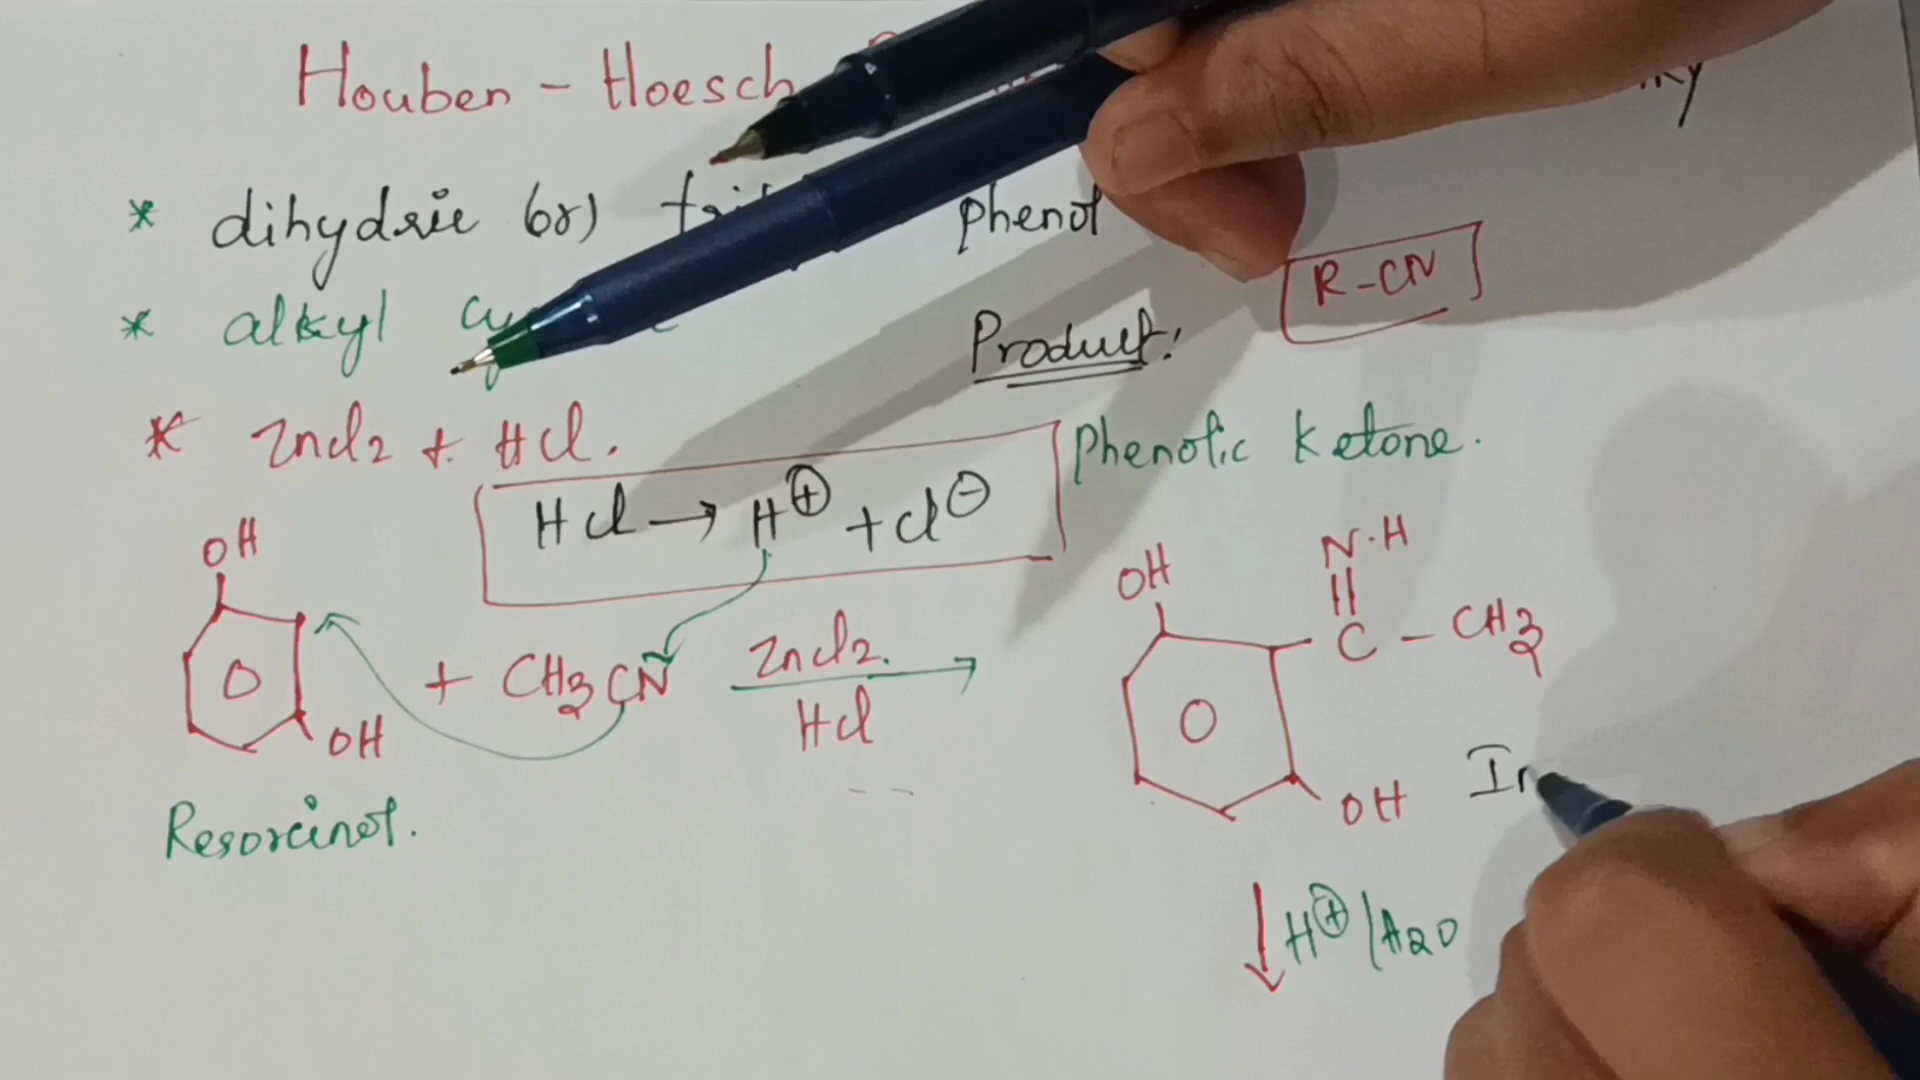 Houben - Hoesch
* dihydric (or) phenol
R-CN
* alkyl
Product:
* ZnCl2 + HCl.
Phenolic Ketone.
HCl → H⊕ + Cl⊖
OH
OH
N.H
C - CH3
O
O
+ CH3CN
ZnCl2.
HCl
OH
OH
In
Resorcinol.
H⊕ / H2O